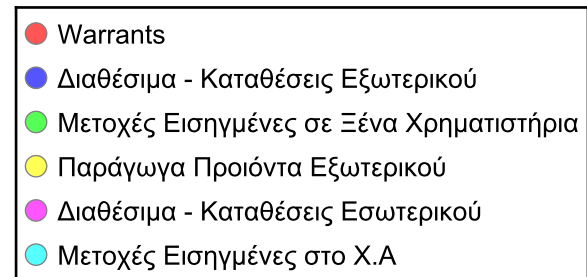 Warrants
Διαθέσιμα - Καταθέσεις Εξωτερικού
Μετοχές Εισηγμένες σε Ξένα Χρηματιστήρια
Παράγωγα Προιόντα Εξωτερικού
Διαθέσιμα - Καταθέσεις Εσωτερικού
Μετοχές Εισηγμένες στο Χ.Α